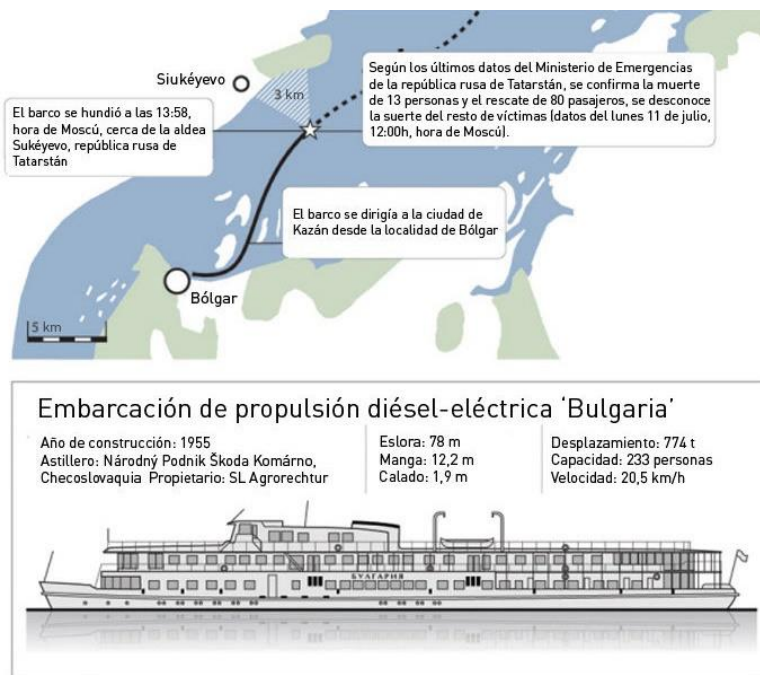 Siukéyevo
3 km
El barco se hundió a las 13:58,
hora de Moscú, cerca de la aldea
Sukéyevo, república rusa de
Tatarstán
Según los últimos datos del Ministerio de Emergencias
de la república rusa de Tatarstán, se confirma la muerte
de 13 personas y el rescate de 80 pasajeros, se desconoce
la suerte del resto de víctimas (datos del lunes 11 de julio,
12:00h, hora de Moscú).
El barco se dirigía a la ciudad de
Kazán desde la localidad de Bólgar
Bólgar
5 km
Embarcación de propulsión diésel-eléctrica ‘Bulgaria’
Año de construcción: 1955
Astillero: Národný Podnik Škoda Komárno,
Checoslovaquia Propietario: SL Agrorechtur
Eslora: 78 m
Manga: 12,2 m
Calado: 1,9 m
Desplazamiento: 774 t
Capacidad: 233 personas
Velocidad: 20,5 km/h
БУЛГАРИЯ